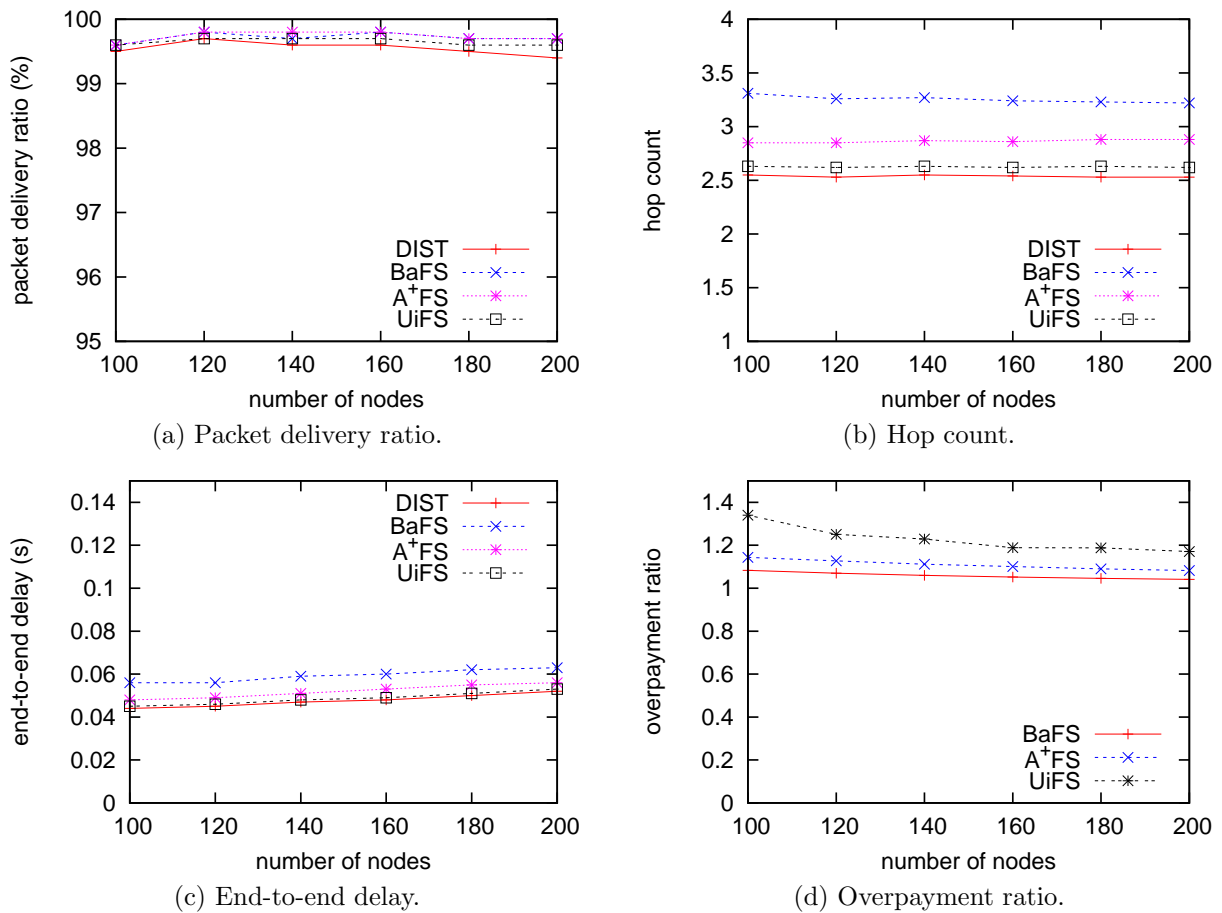 packet delivery ratio (%)
100
99
98
97
96
95
DIST
BaFS
A+FS
UiFS
100 120 140 160 180 200
number of nodes
(a) Packet delivery ratio.
hop count
4
3.5
3
2.5
2
1.5
1
DIST
BaFS
A+FS
UiFS
100 120 140 160 180 200
number of nodes
(b) Hop count.
end-to-end delay (s)
0.14
0.12
0.1
0.08
0.06
0.04
0.02
0
DIST
BaFS
A+FS
UiFS
100 120 140 160 180 200
number of nodes
(c) End-to-end delay.
overpayment ratio
1.4
1.2
1
0.8
0.6
0.4
0.2
0
BaFS
A+FS
UiFS
100 120 140 160 180 200
number of nodes
(d) Overpayment ratio.